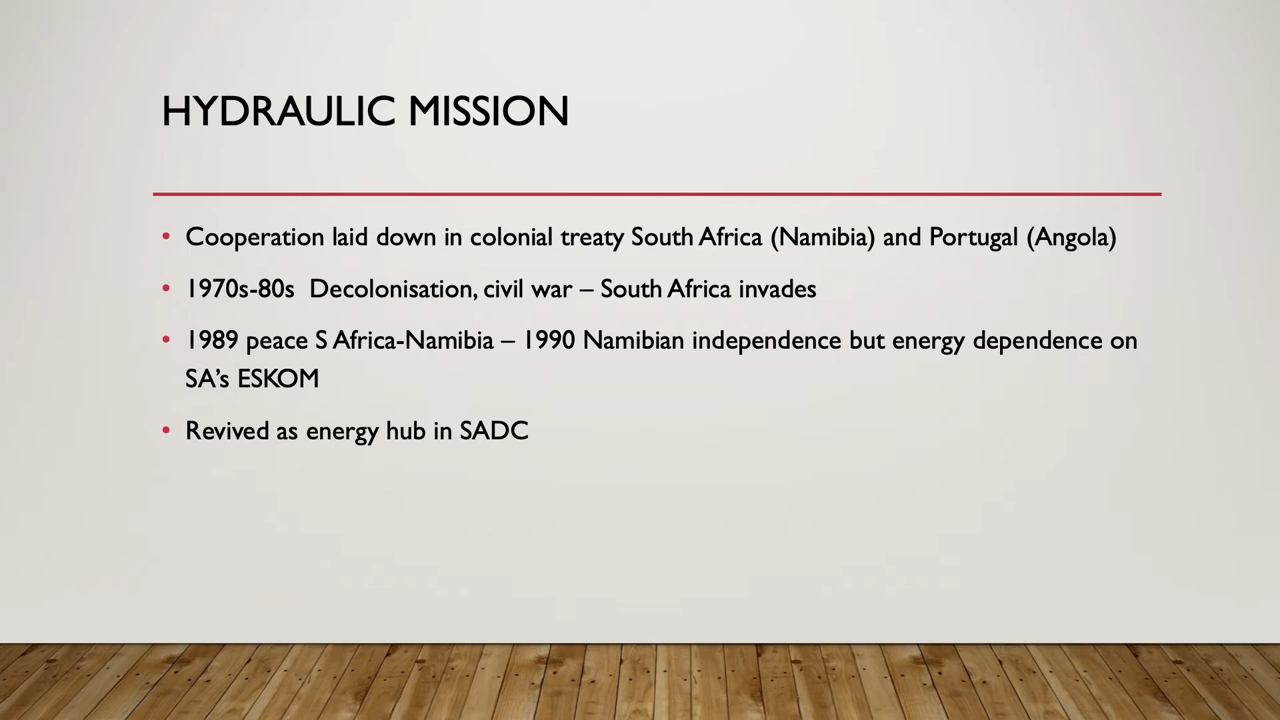 HYDRAULIC MISSION
• Cooperation laid down in colonial treaty South Africa (Namibia) and Portugal (Angola)
• 1970s-80s  Decolonisation, civil war – South Africa invades
• 1989 peace S Africa-Namibia – 1990 Namibian independence but energy dependence on
SA’s ESKOM
• Revived as energy hub in SADC